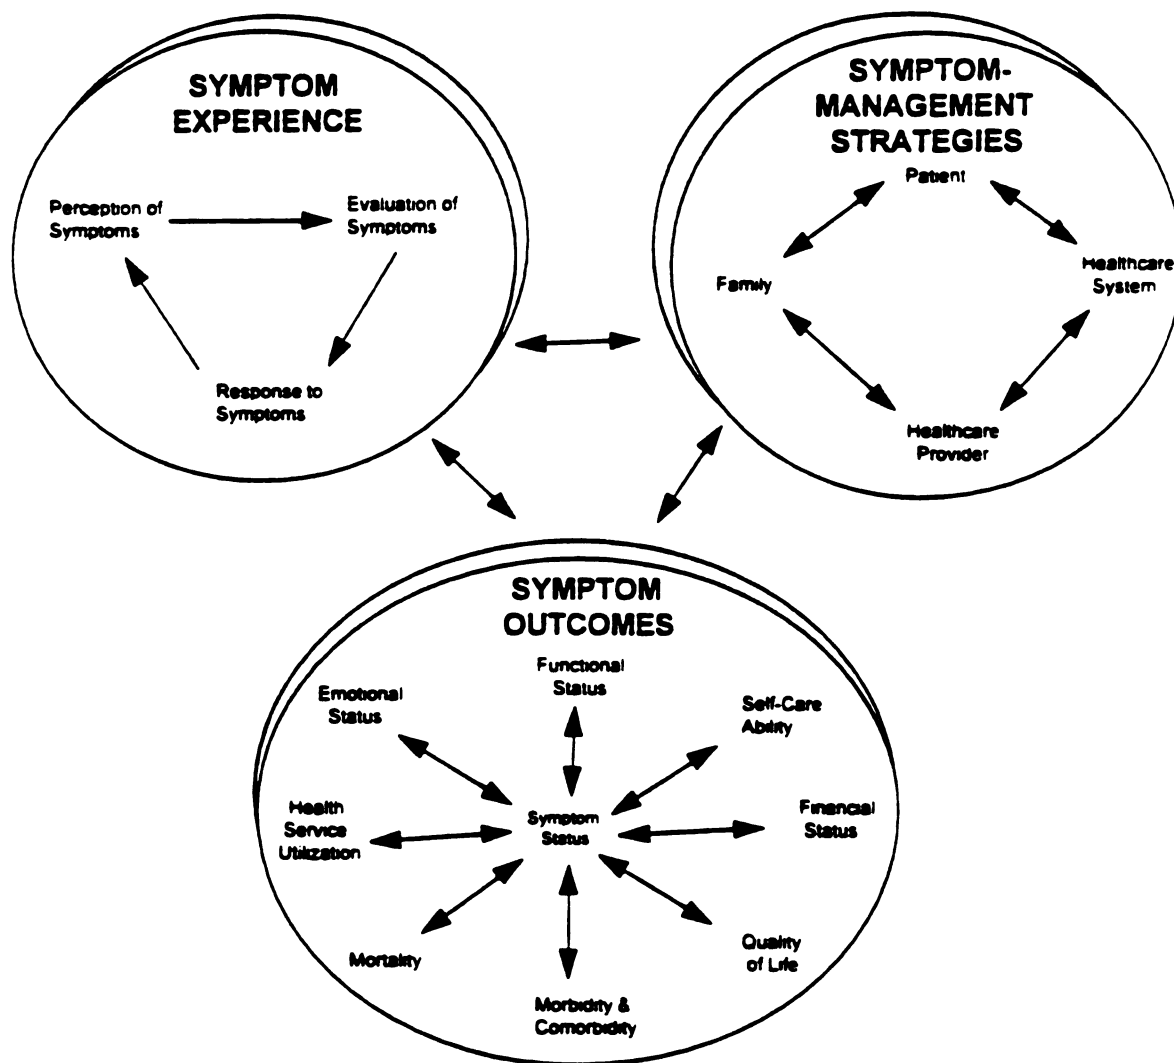 SYMPTOM
EXPERIENCE
Perception of
Symptoms
Evaluation of
Symptoms
Response to
Symptoms
SYMPTOM-
MANAGEMENT
STRATEGIES
Patient
Family
Healthcare
System
Healthcare
Provider
SYMPTOM
OUTCOMES
Functional
Status
Emotional
Status
Self-Care
Ability
Health
Service
Utilization
Symptom
Status
Financial
Status
Mortality
Quality
of Life
Morbidity &
Comorbidity